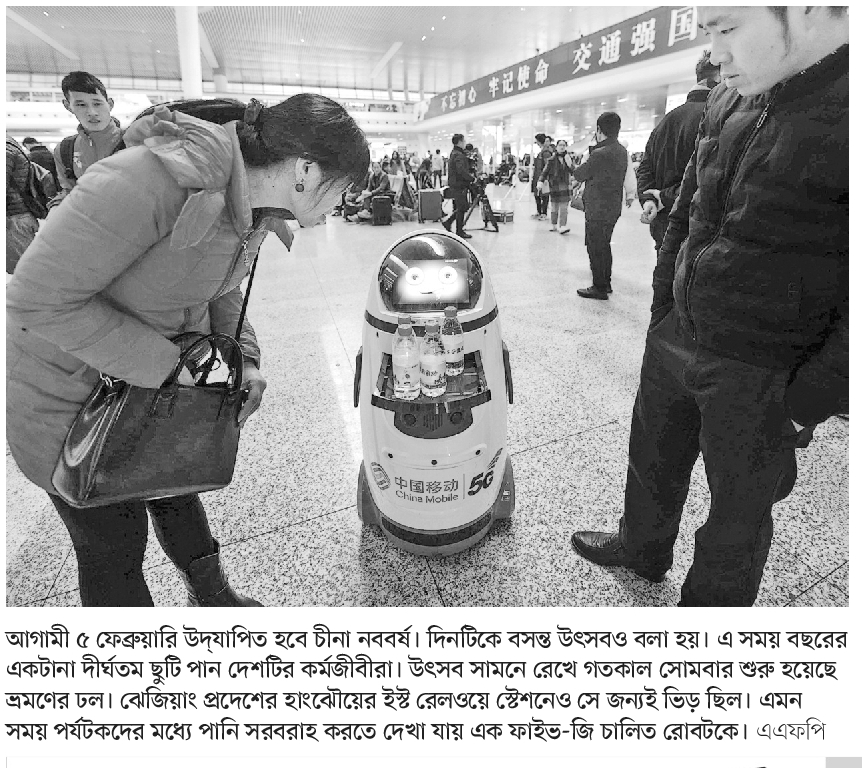 不忘初心 牢记使命 交通强国
中国移动
China Mobile
5G
আগামী ৫ ফেব্রুয়ারি উদ্‌যাপিত হবে চীনা নববর্ষ। দিনটিকে বসন্ত উৎসবও বলা হয়। এ সময় বছরের
একটানা দীর্ঘতম ছুটি পান দেশটির কর্মজীবীরা। উৎসব সামনে রেখে গতকাল সোমবার শুরু হয়েছে
ভ্রমণের ঢল। ঝেজিয়াং প্রদেশের হাংঝৌয়ের ইস্ট রেলওয়ে স্টেশনেও সে জন্যই ভিড় ছিল। এমন
সময় পর্যটকদের মধ্যে পানি সরবরাহ করতে দেখা যায় এক ফাইভ-জি চালিত রোবটকে। এএফপি